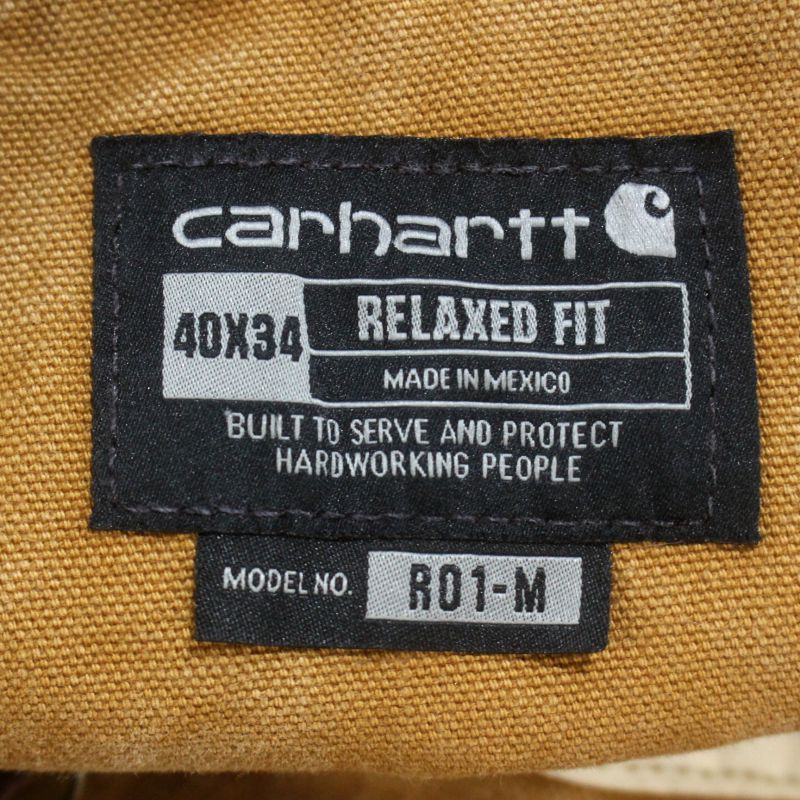 carhartt
40X34
RELAXED FIT
MADE IN MEXICO
BUILT TO SERVE AND PROTECT
HARDWORKING PEOPLE
MODEL NO. R01-M